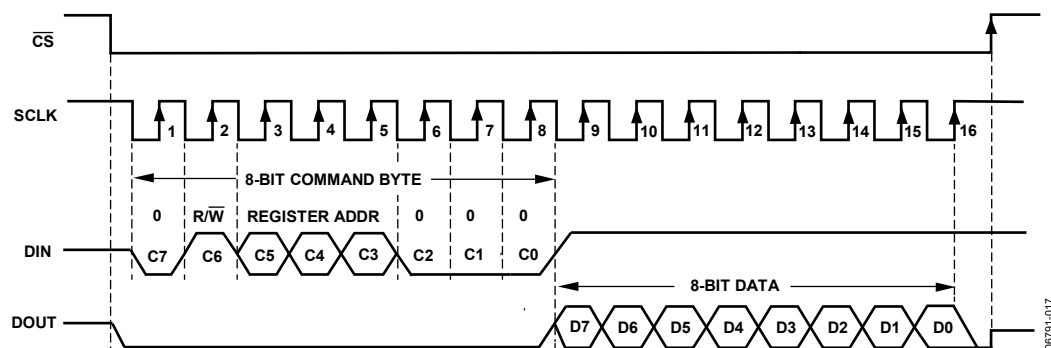 CS
SCLK
1 2 3 4 5 6 7 8 9 10 11 12 13 14 15 16
8-BIT COMMAND BYTE
0 R/W REGISTER ADDR 0 0 0
DIN C7 C6 C5 C4 C3 C2 C1 C0
8-BIT DATA
DOUT D7 D6 D5 D4 D3 D2 D1 D0
06791-017